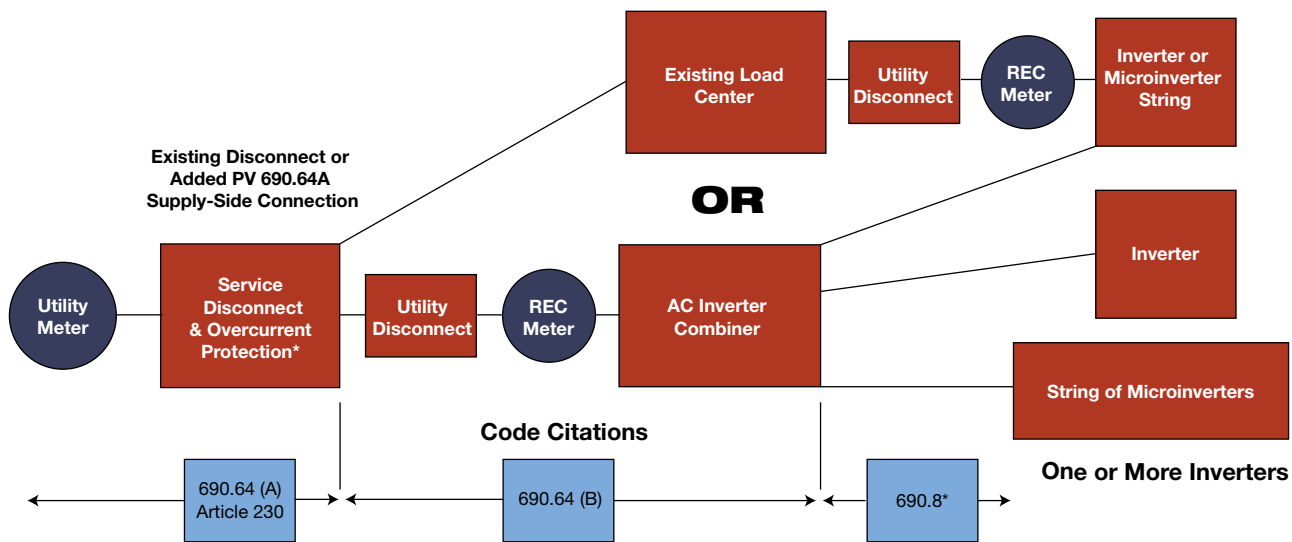 Existing Load
Center
Utility
Disconnect
REC
Meter
Inverter or
Microinverter
String
Existing Disconnect or
Added PV 690.64A
Supply-Side Connection
OR
Utility
Meter
Service
Disconnect
& Overcurrent
Protection*
Utility
Disconnect
REC
Meter
AC Inverter
Combiner
Inverter
String of Microinverters
Code Citations
One or More Inverters
690.64 (A)
Article 230
690.64 (B)
690.8*